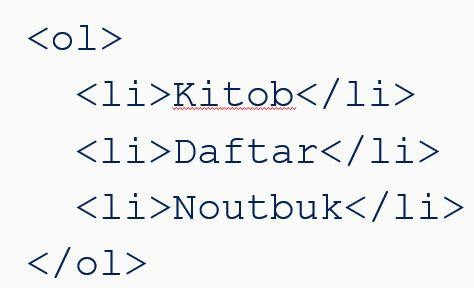 <ol>
<li>Kitob</li>
<li>Daftar</li>
<li>Noutbuk</li>
</ol>